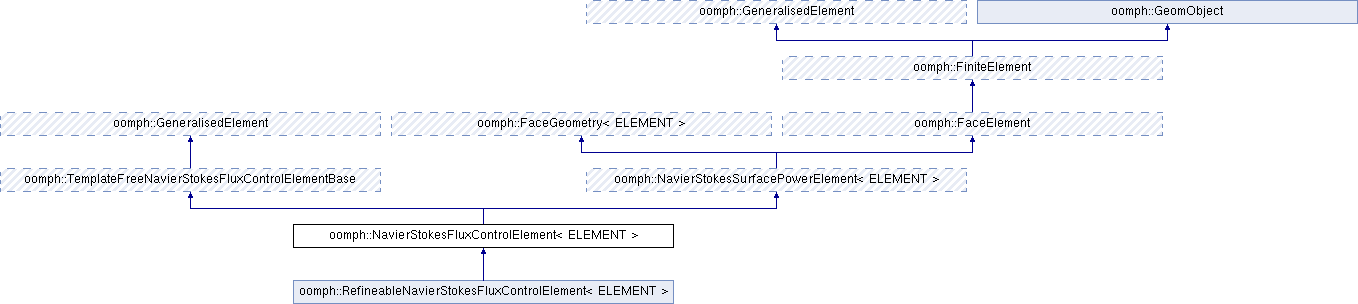 oomph::GeneralisedElement
oomph::GeomObject
oomph::FiniteElement
oomph::GeneralisedElement
oomph::FaceGeometry< ELEMENT >
oomph::FaceElement
oomph::TemplateFreeNavierStokesFluxControlElementBase
oomph::NavierStokesSurfacePowerElement< ELEMENT >
oomph::NavierStokesFluxControlElement< ELEMENT >
oomph::RefineableNavierStokesFluxControlElement< ELEMENT >